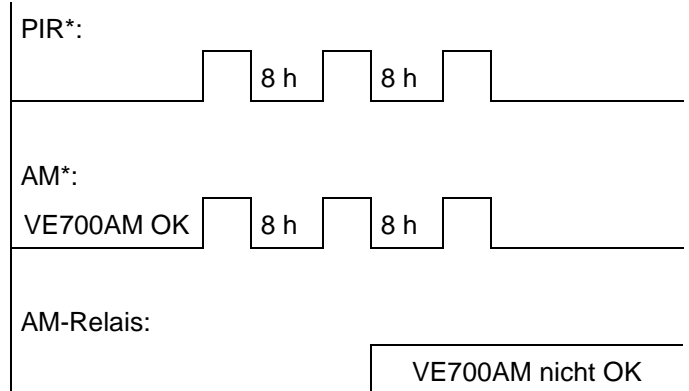 PIR*:
8 h 8 h
AM*:
VE700AM OK 8 h 8 h
AM-Relais:
VE700AM nicht OK